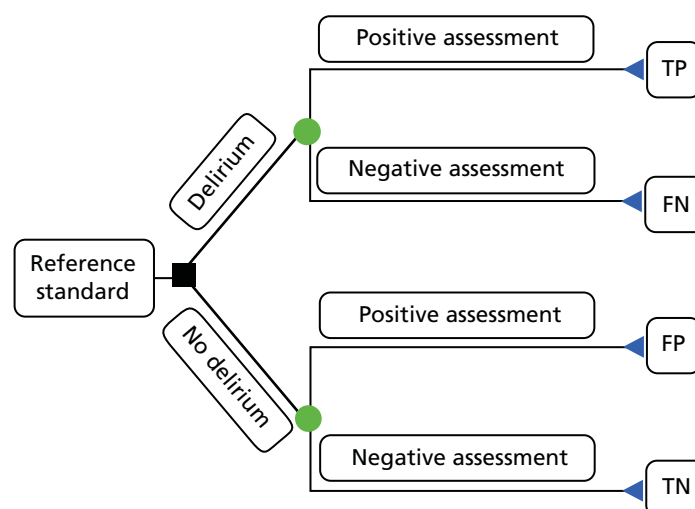 Positive assessment
TP
Delirium
Negative assessment
FN
Reference
standard
Positive assessment
FP
No delirium
Negative assessment
TN